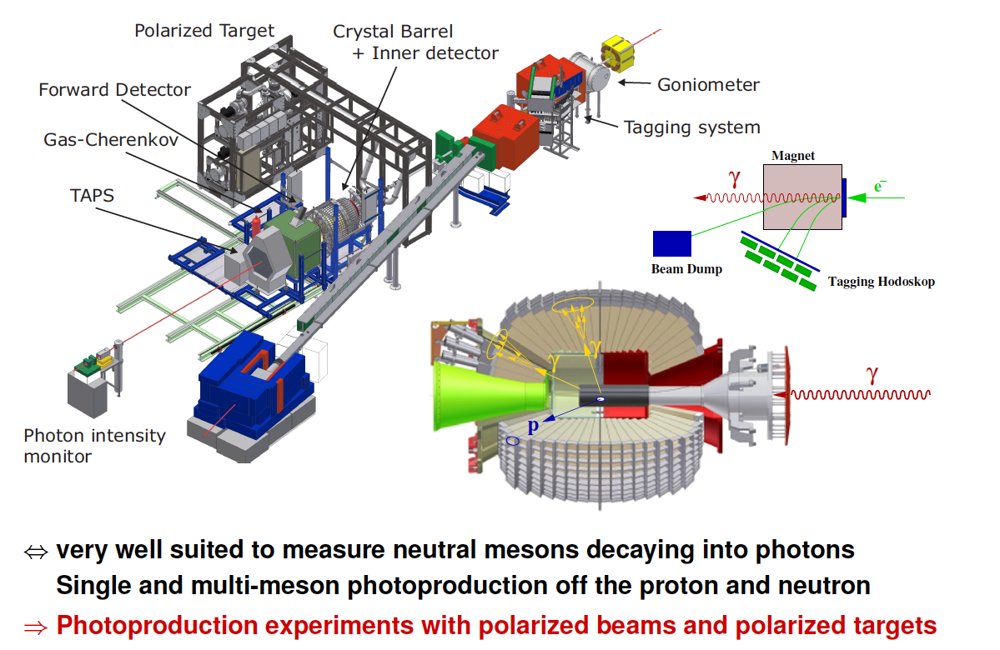 Polarized Target
Crystal Barrel
+ Inner detector
Forward Detector
Gas-Cherenkov
TAPS
Goniometer
Tagging system
Magnet
γ
e⁻
Beam Dump
Tagging Hodoskop
γ
γ
γ
p
Photon intensity
monitor
⇔ very well suited to measure neutral mesons decaying into photons
Single and multi-meson photoproduction off the proton and neutron
⇒ Photoproduction experiments with polarized beams and polarized targets